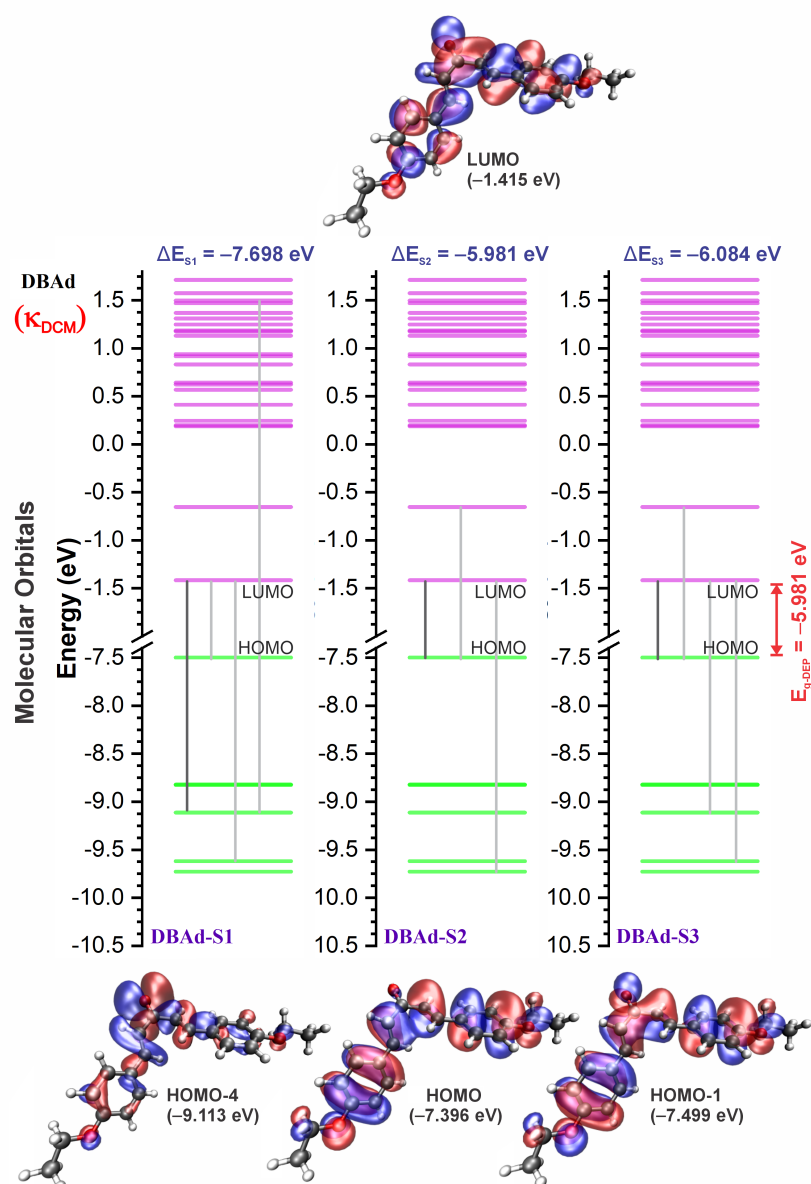 LUMO
(−1.415 eV)
ΔE_S1 = −7.698 eV
ΔE_S2 = −5.981 eV
ΔE_S3 = −6.084 eV
DBAd
(κ_DCM)
Molecular Orbitals
Energy (eV)
1.5
1.0
0.5
0.0
-0.5
-1.0
-1.5
-7.5
-8.0
-8.5
-9.0
-9.5
-10.0
-10.5
LUMO
HOMO
DBAd-S1
1.5
1.0
0.5
0.0
-0.5
-1.0
-1.5
-7.5
-8.0
-8.5
-9.0
-9.5
10.0
10.5
LUMO
HOMO
DBAd-S2
1.5
1.0
0.5
0.0
-0.5
-1.0
-1.5
-7.5
-8.0
-8.5
-9.0
-9.5
10.0
10.5
LUMO
HOMO
DBAd-S3
E_g-DEP = −5.981 eV
HOMO-4
(−9.113 eV)
HOMO
(−7.396 eV)
HOMO-1
(−7.499 eV)